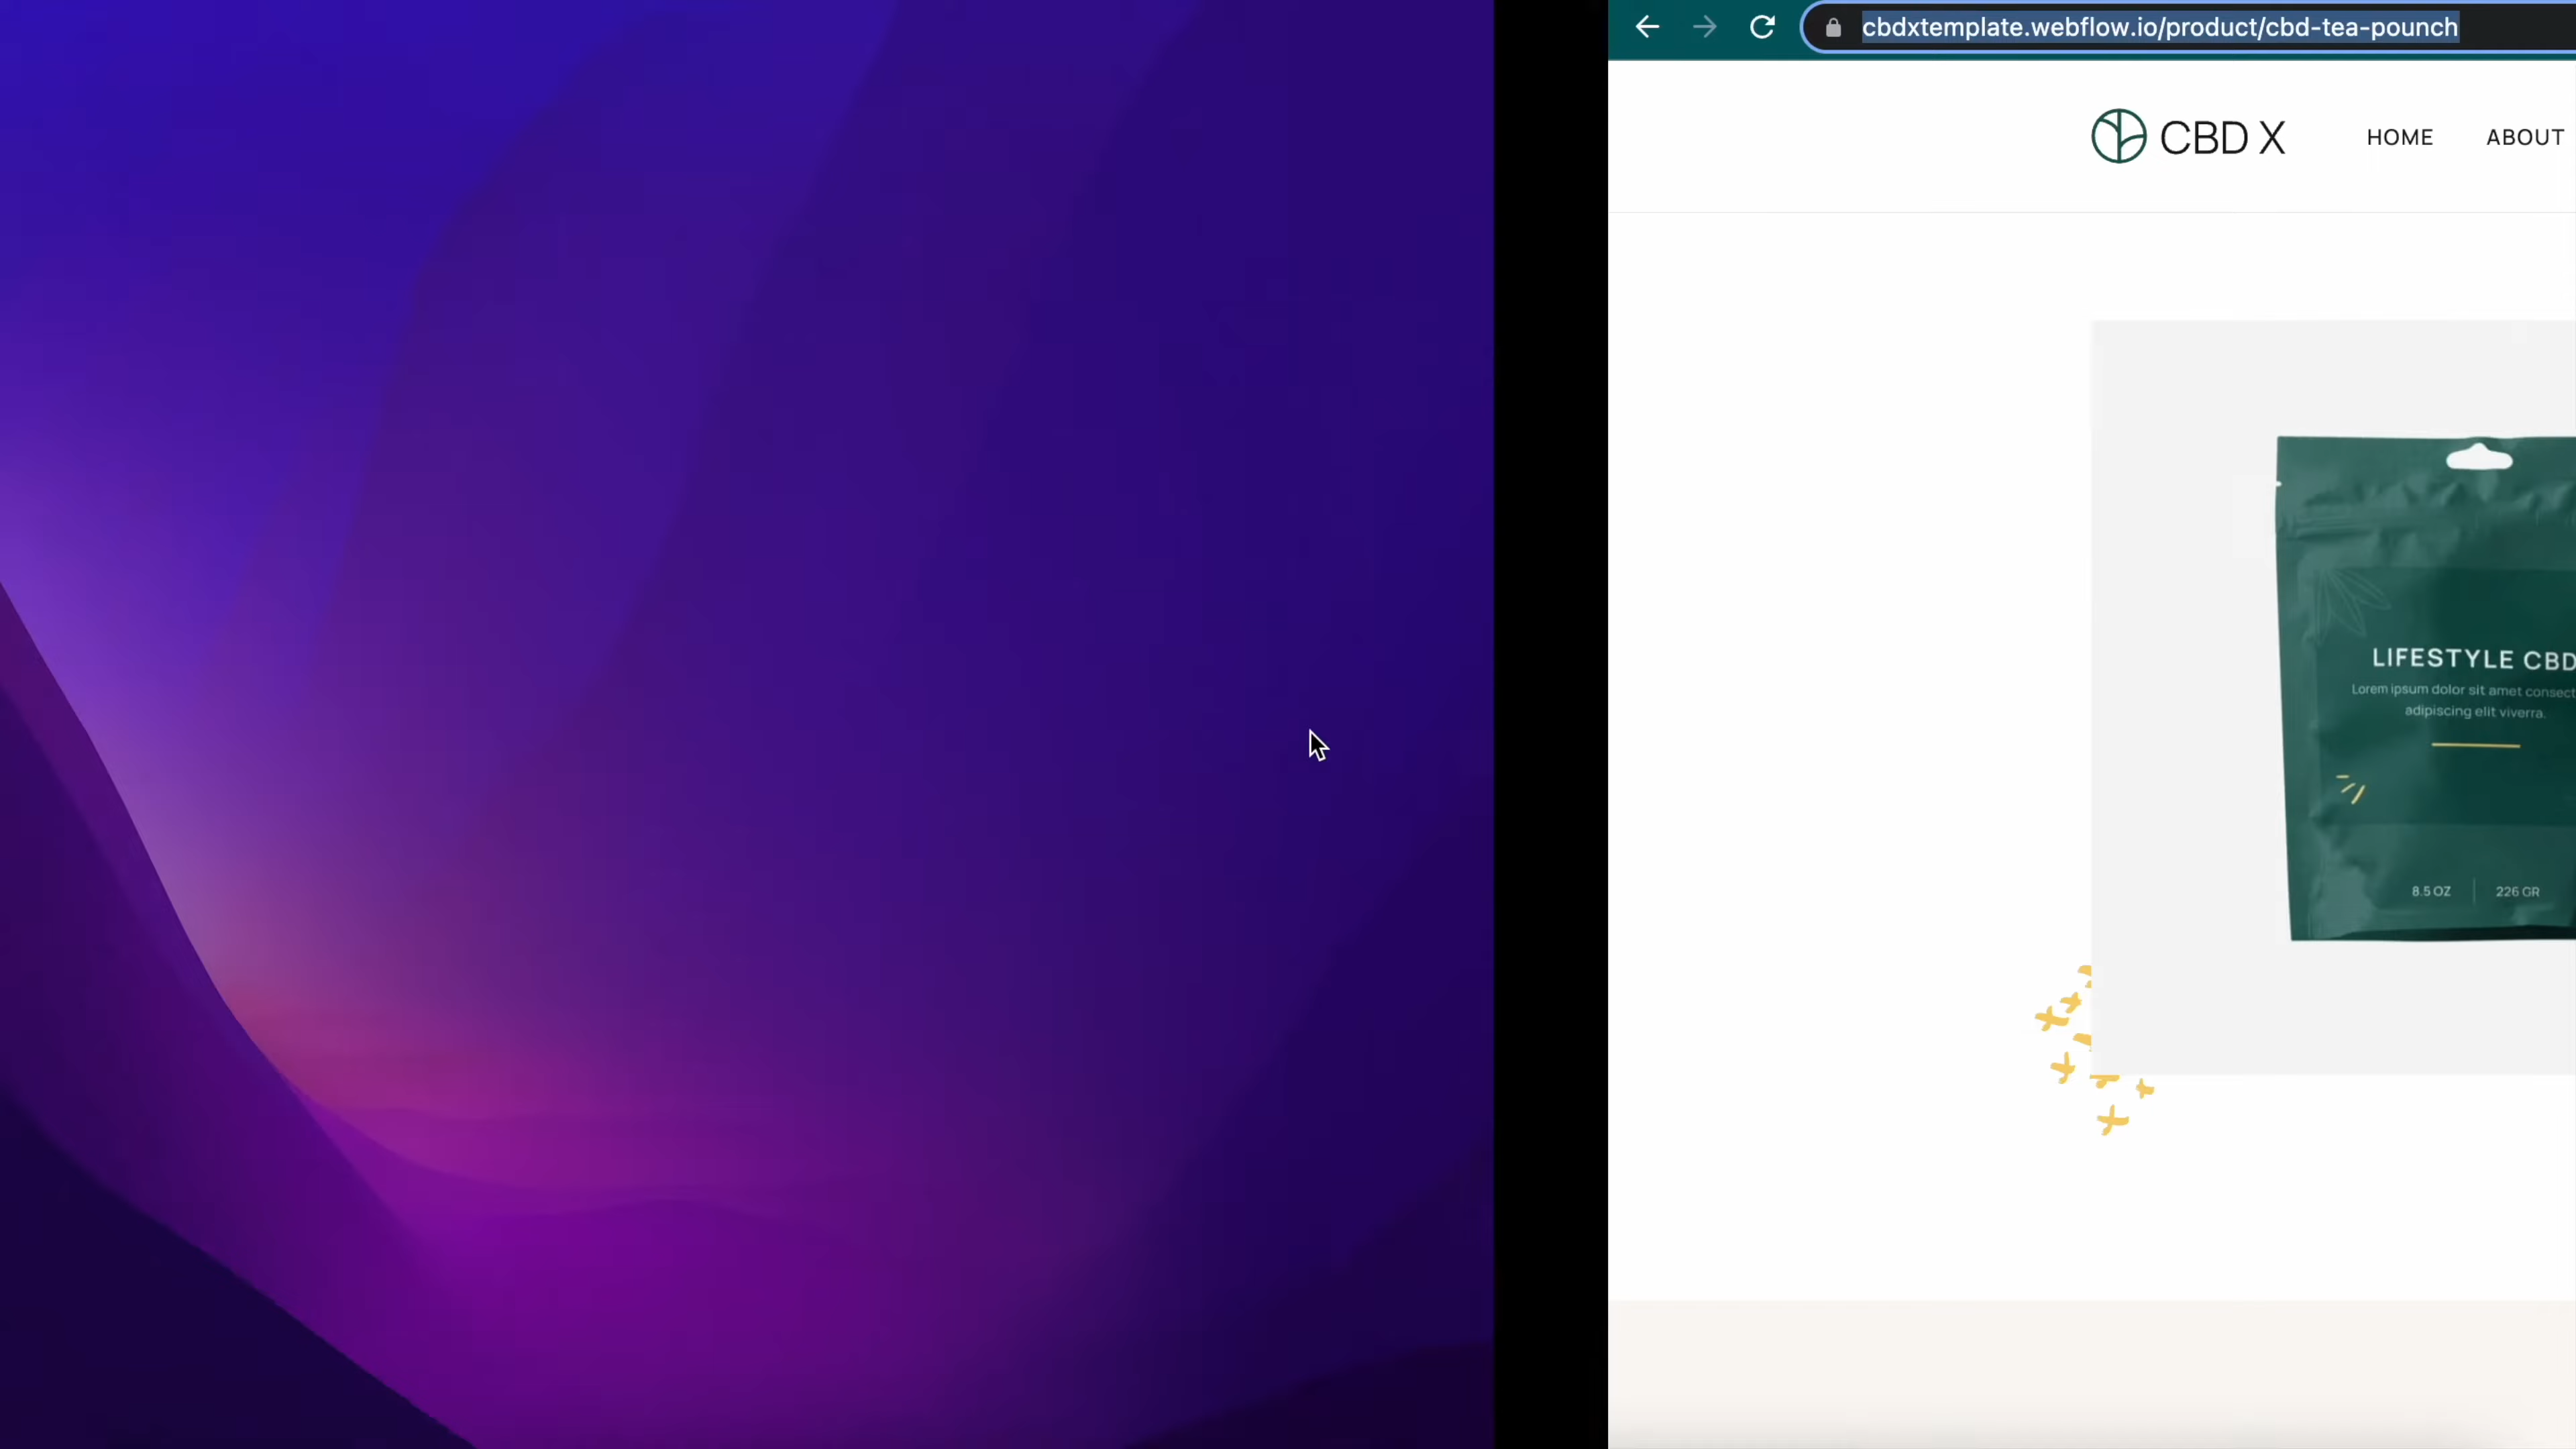 cbdxtemplate.webflow.io/product/cbd-tea-pounch
CBD X HOME ABOUT
LIFESTYLE CBD
Lorem ipsum dolor sit amet consect
adipiscing elit viverra.
8.5 OZ 226 GR